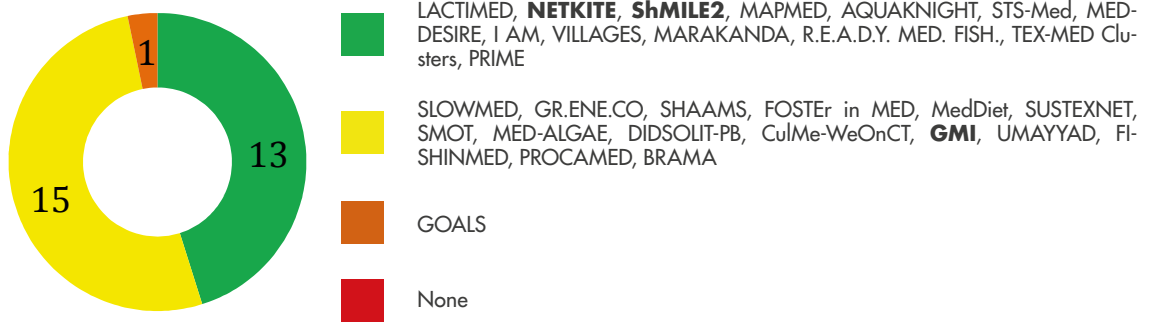 1
13
15
LACTIMED, NETKITE, ShMILE2, MAPMED, AQUAKNIGHT, STS-Med, MED-
DESIRE, I AM, VILLAGES, MARAKANDA, R.E.A.D.Y. MED. FISH., TEX-MED Clu-
sters, PRIME
SLOWMED, GR.ENE.CO, SHAAMS, FOSTEr in MED, MedDiet, SUSTEXNET,
SMOT, MED-ALGAE, DIDSOLIT-PB, CulMe-WeOnCT, GMI, UMAYYAD, FI-
SHINMED, PROCAMED, BRAMA
GOALS
None